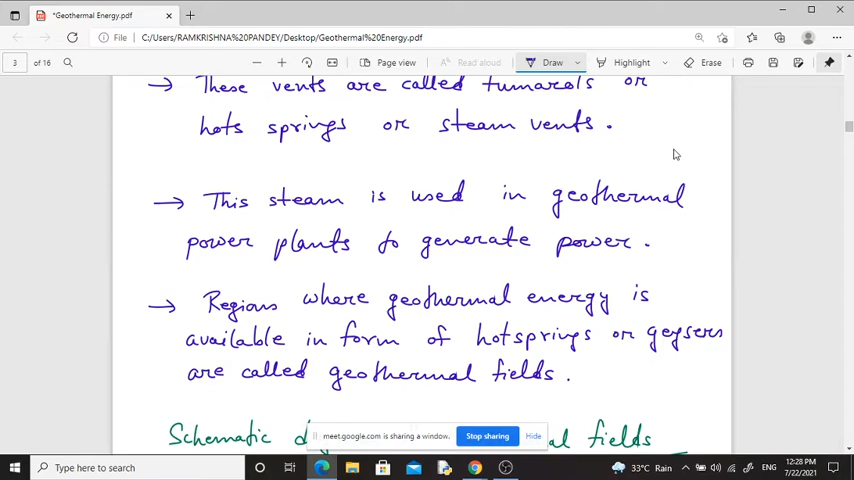 *Geothermal Energy.pdf
File
C:/Users/RAMKRISHNA%20PANDEY/Desktop/Geothermal%20Energy.pdf
3 of 16
Page view
Read aloud
Draw
Highlight
Erase
→ These vents are called fumarols or
hots springs or steam vents.
→ This steam is used in geothermal
power plants to generate power.
→ Regions where geothermal energy is
available in form of hotsprings or geysers
are called geothermal fields.
Schematic
al fields
meet.google.com is sharing a window.
Stop sharing
Hide
Type here to search
33°C Rain
ENG
12:28 PM
7/22/2021